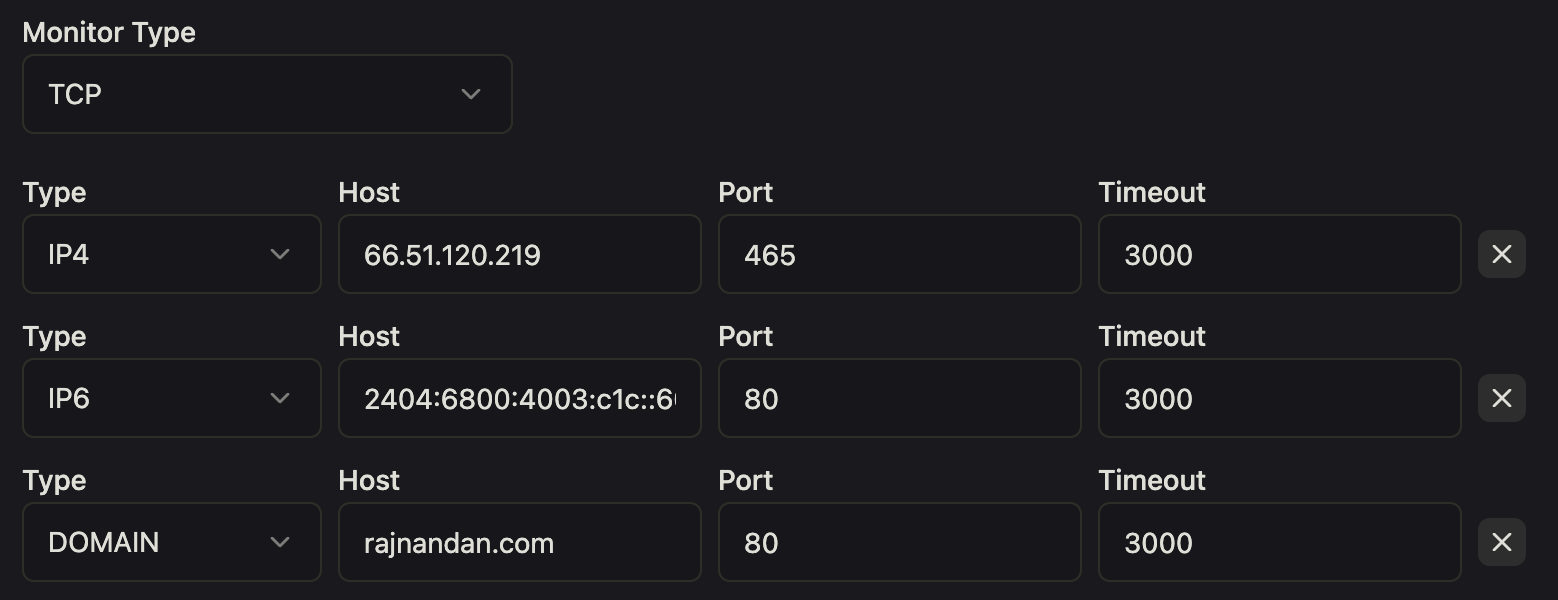 Monitor Type
TCP
Type Host Port Timeout
IP4 66.51.120.219 465 3000
Type Host Port Timeout
IP6 2404:6800:4003:c1c::6 80 3000
Type Host Port Timeout
DOMAIN rajnandan.com 80 3000